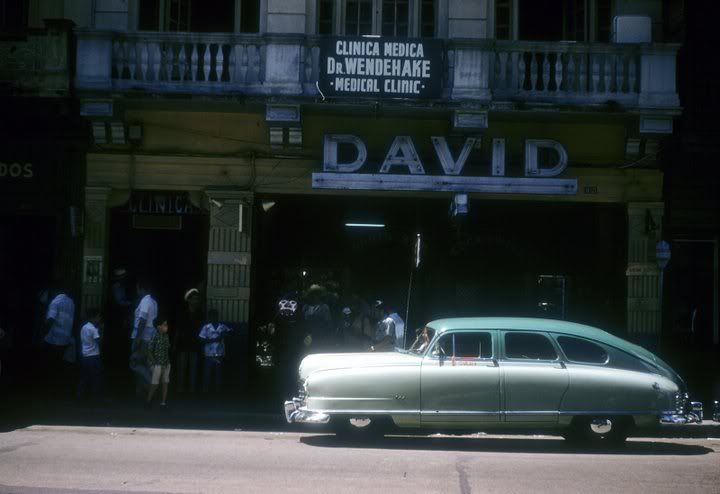 CLINICA MEDICA
DR. WENDEHAKE
· MEDICAL CLINIC ·
DAVID
DOS
CLINICA